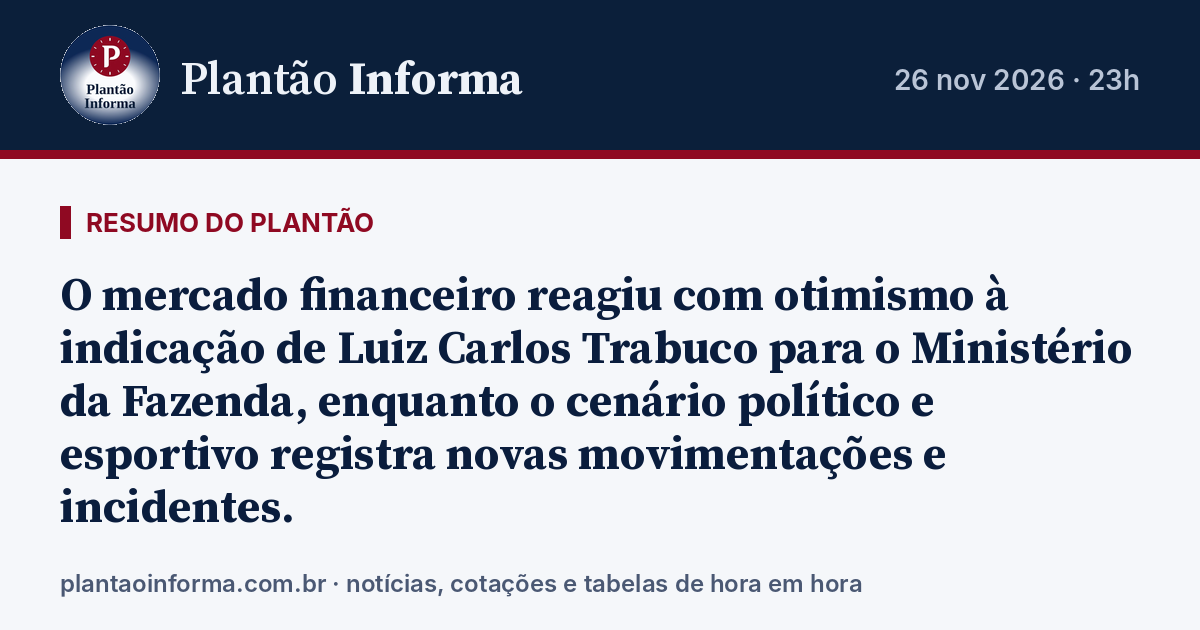 P
Plantão
Informa
Plantão Informa
26 nov 2026 · 23h
RESUMO DO PLANTÃO
O mercado financeiro reagiu com otimismo à
indicação de Luiz Carlos Trabuco para o Ministério
da Fazenda, enquanto o cenário político e
esportivo registra novas movimentações e
incidentes.
plantaoinforma.com.br · notícias, cotações e tabelas de hora em hora